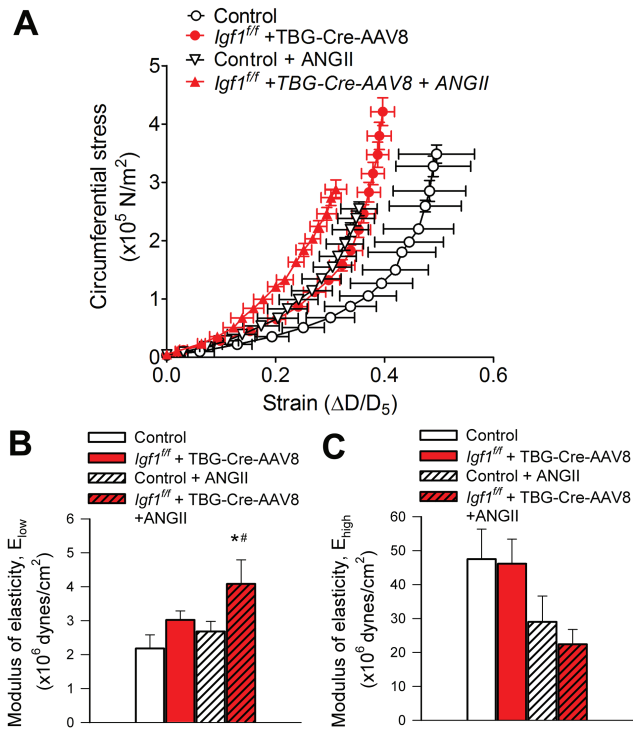 A
Control
Igf1f/f +TBG-Cre-AAV8
Control + ANGII
Igf1f/f +TBG-Cre-AAV8 + ANGII
Circumferential stress
(x10⁵ N/m²)
5
4
3
2
1
0
0.0
0.2
0.4
0.6
Strain (ΔD/D₅)
B
Control
Igf1f/f + TBG-Cre-AAV8
Control + ANGII
Igf1f/f + TBG-Cre-AAV8
+ANGII
Modulus of elasticity, Elow
(x10⁶ dynes/cm²)
6
5
4
3
2
1
0
*#
C
Control
Igf1f/f + TBG-Cre-AAV8
Control + ANGII
Igf1f/f + TBG-Cre-AAV8
+ANGII
Modulus of elasticity, Ehigh
(x10⁶ dynes/cm²)
60
50
40
30
20
10
0